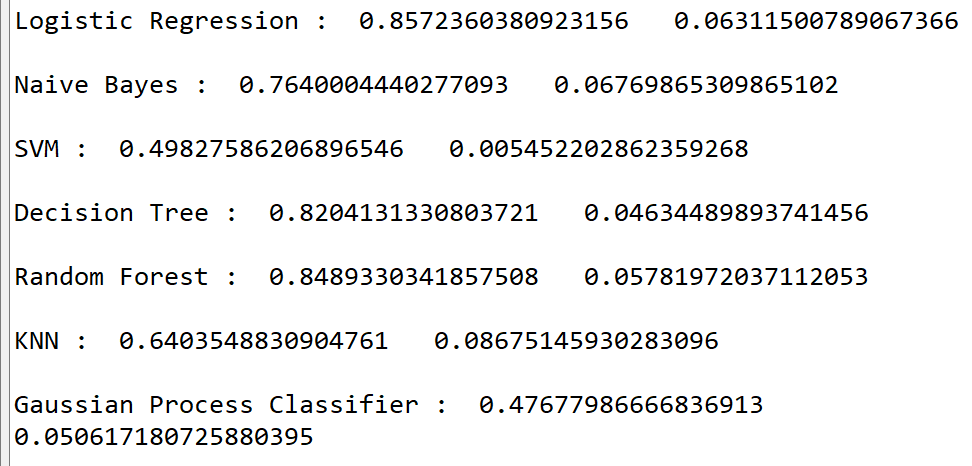 Logistic Regression :  0.8572360380923156   0.06311500789067366
Naive Bayes :  0.7640004440277093   0.06769865309865102
SVM :  0.49827586206896546   0.005452202862359268
Decision Tree :  0.8204131330803721   0.04634489893741456
Random Forest :  0.8489330341857508   0.05781972037112053
KNN :  0.6403548830904761   0.08675145930283096
Gaussian Process Classifier :  0.47677986666836913
0.050617180725880395